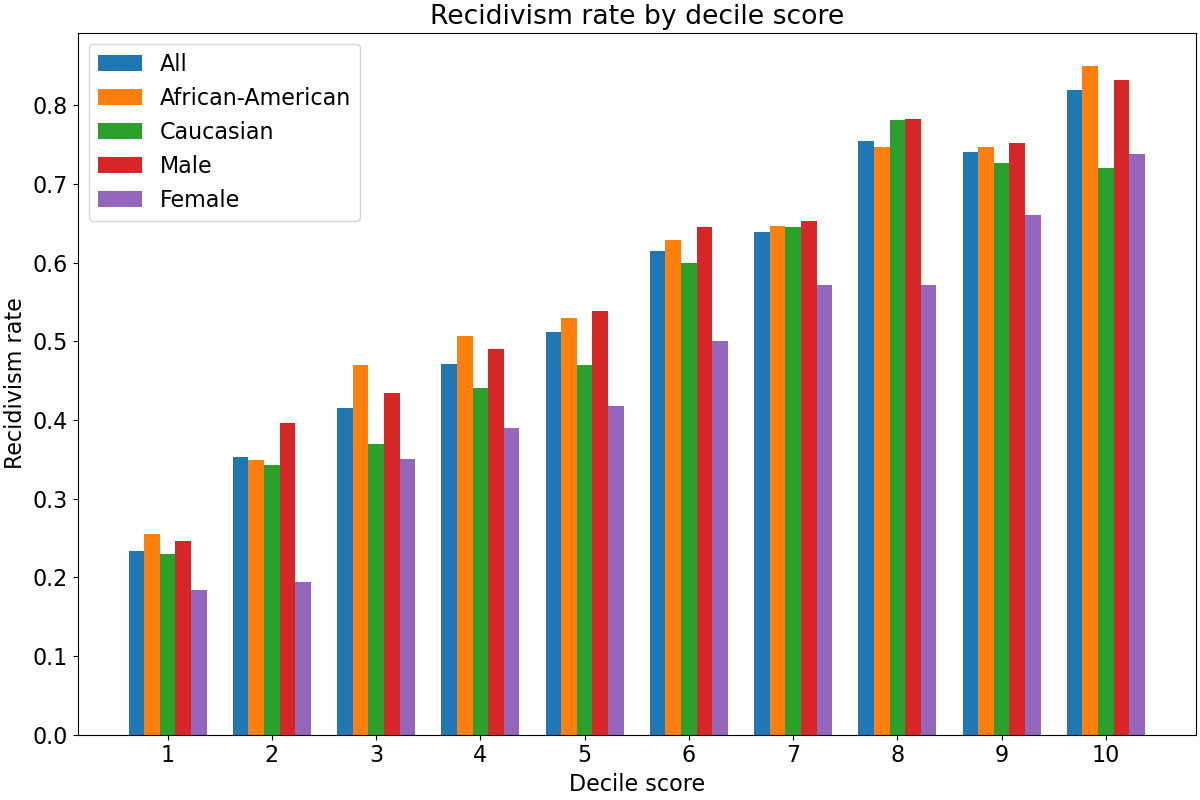 Recidivism rate by decile score
All
African-American
Caucasian
Male
Female
Recidivism rate
0.8
0.7
0.6
0.5
0.4
0.3
0.2
0.1
0.0
1 2 3 4 5 6 7 8 9 10
Decile score